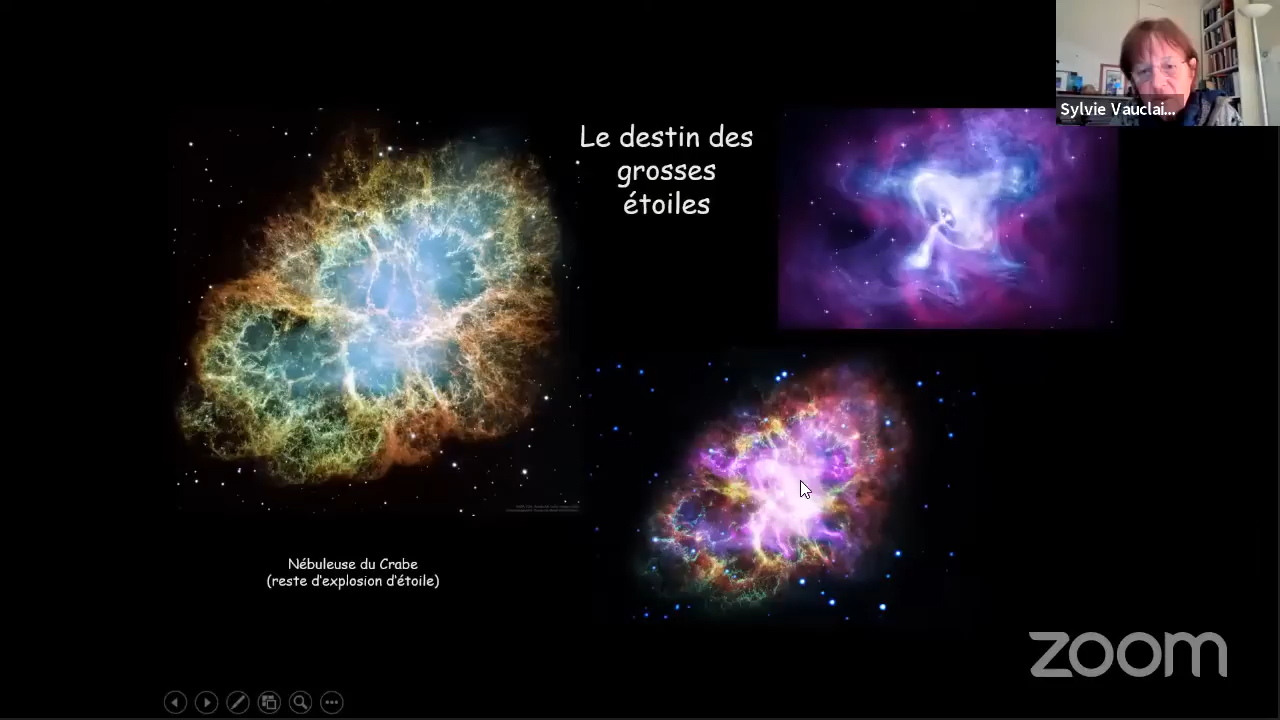 Sylvie Vauclai...
Le destin des
grosses
étoiles
Nébuleuse du Crabe
(reste d'explosion d'étoile)
zoom